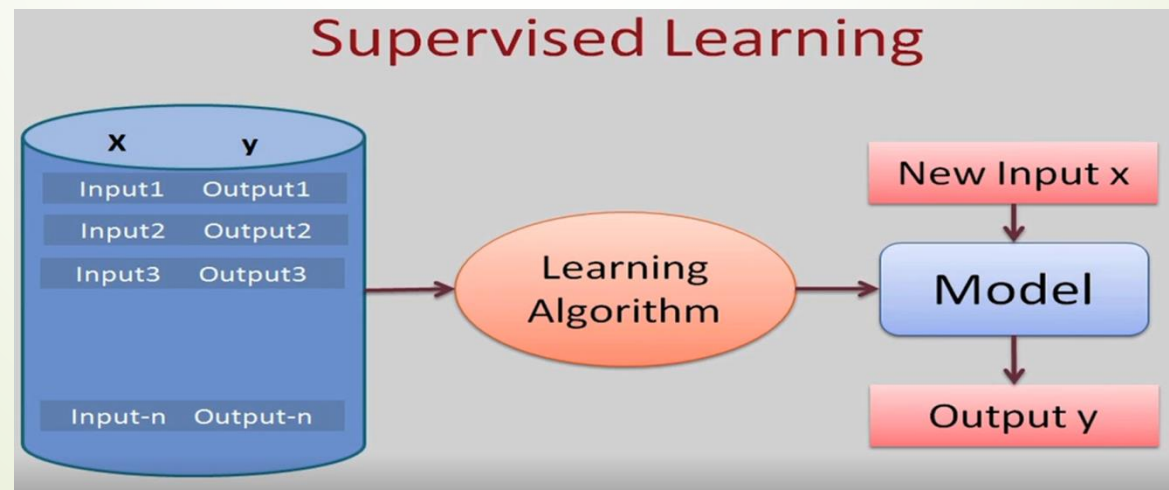 Supervised Learning
X y
Input1 Output1
Input2 Output2
Input3 Output3
Input-n Output-n
Learning
Algorithm
New Input x
Model
Output y